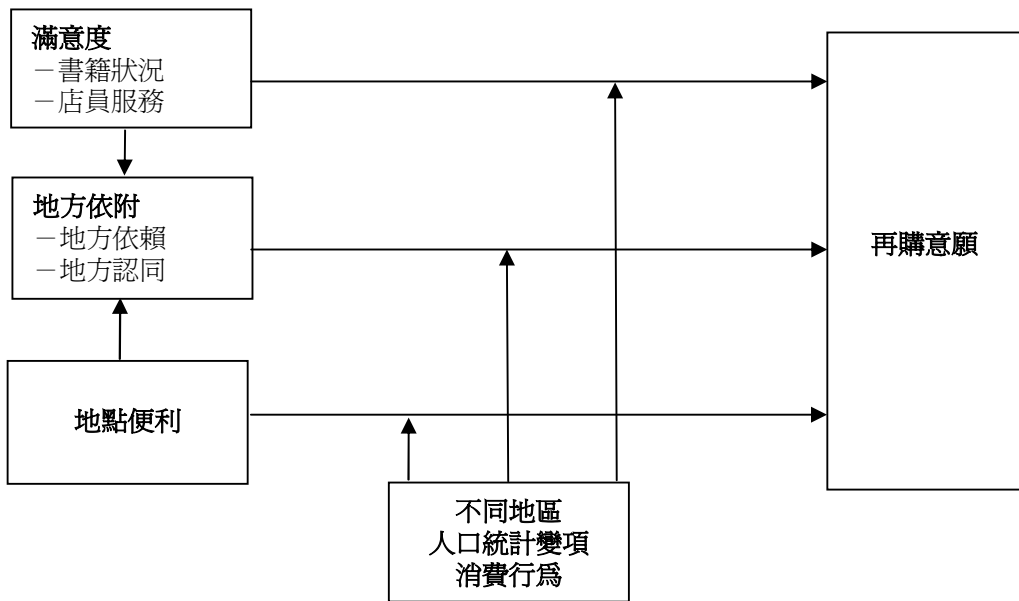 滿意度
－書籍狀況
－店員服務
地方依附
－地方依賴
－地方認同
再購意願
地點便利
不同地區
人口統計變項
消費行為